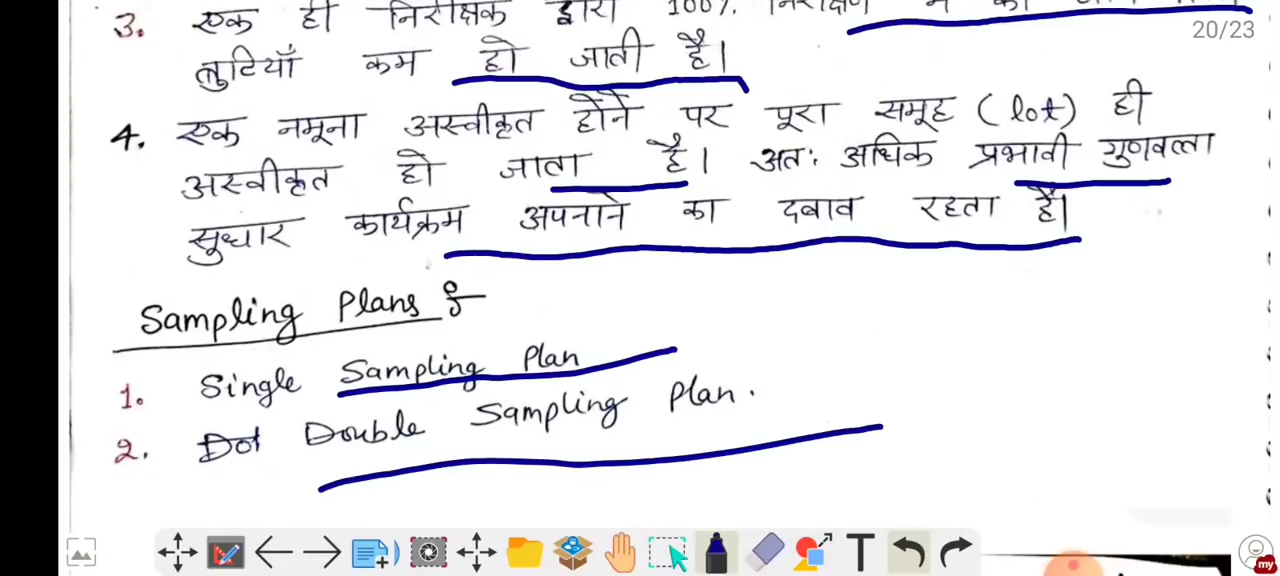 3. एक ही निरीक्षक द्वारा 100% निरीक्षण में की
20/23
त्रुटियाँ कम हो जाती है।
4. एक नमूना अस्वीकृत होने पर पूरा समूह (lot) ही
अस्वीकृत हो जाता है। अतः अधिक प्रभावी गुणवत्ता
सुधार कार्यक्रम अपनाने का दबाव रहता है।
Sampling Plans :-
1. Single Sampling Plan
2. Double Sampling Plan.
T
my